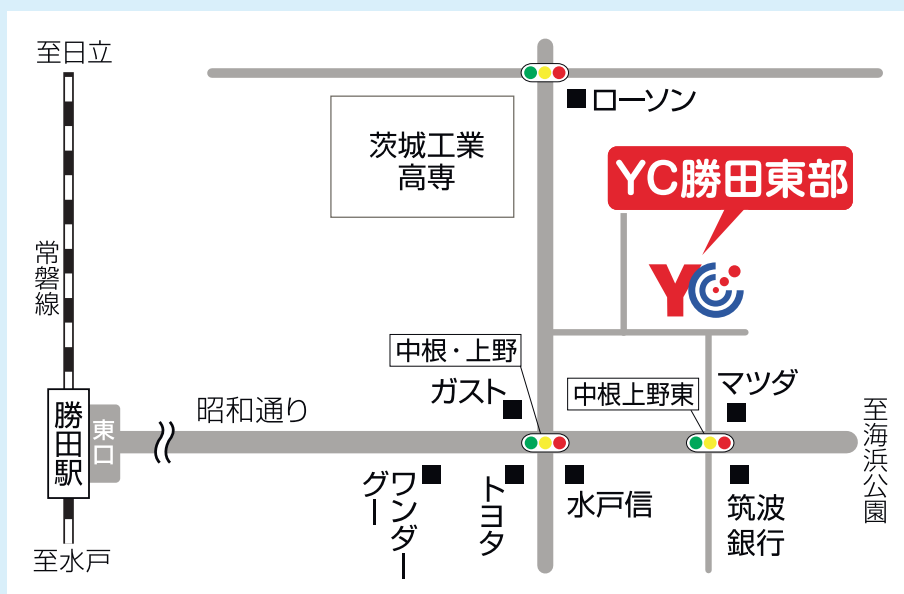 至日立
ローソン
茨城工業
高専
YC勝田東部
YC
常磐線
中根・上野
ガスト
中根上野東
マツダ
昭和通り
勝田駅
東口
至海浜公園
ワンダー
グー
トヨタ
水戸信
筑波
銀行
至水戸